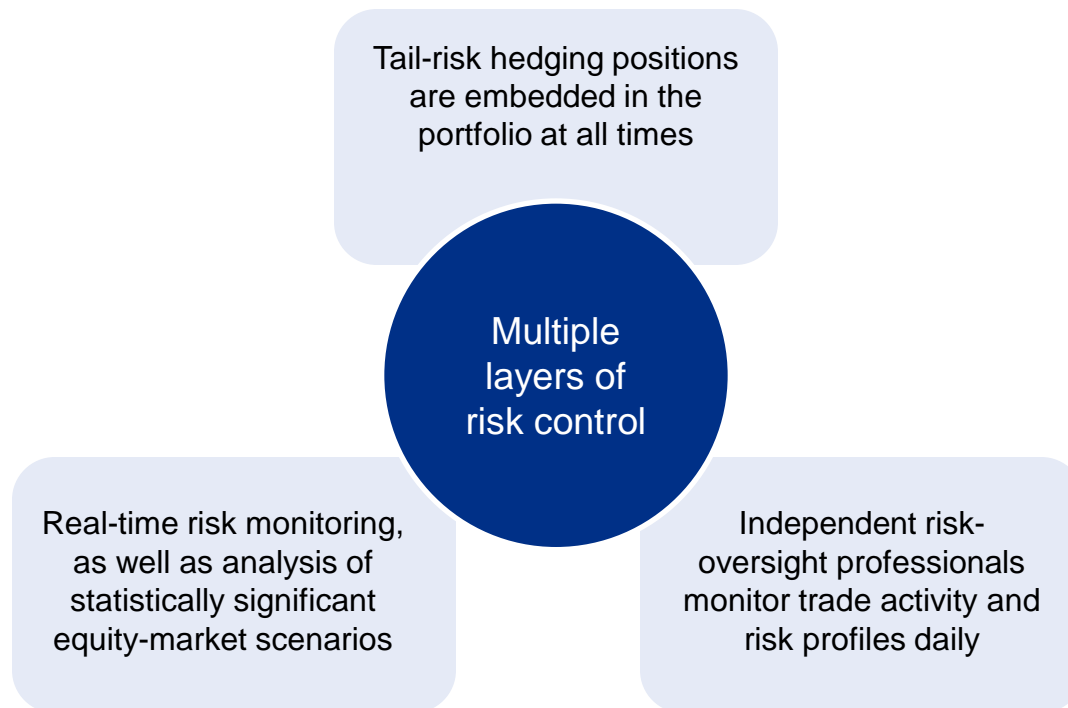 Tail-risk hedging positions
are embedded in the
portfolio at all times
Multiple
layers of
risk control
Real-time risk monitoring,
as well as analysis of
statistically significant
equity-market scenarios
Independent risk-
oversight professionals
monitor trade activity and
risk profiles daily